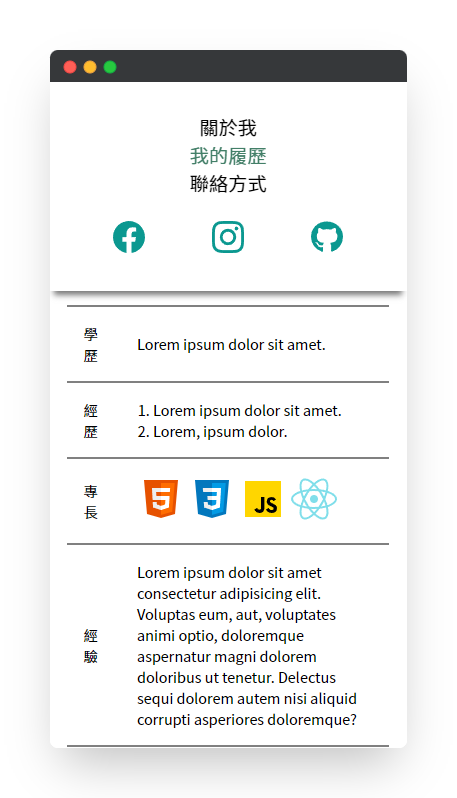 關於我
我的履歷
聯絡方式
學
歷
Lorem ipsum dolor sit amet.
經
歷
1. Lorem ipsum dolor sit amet.
2. Lorem, ipsum dolor.
專
長
5
3
JS
經
驗
Lorem ipsum dolor sit amet
consectetur adipisicing elit.
Voluptas eum, aut, voluptates
animi optio, doloremque
aspernatur magni dolorem
doloribus ut tenetur. Delectus
sequi dolorem autem nisi aliquid
corrupti asperiores doloremque?